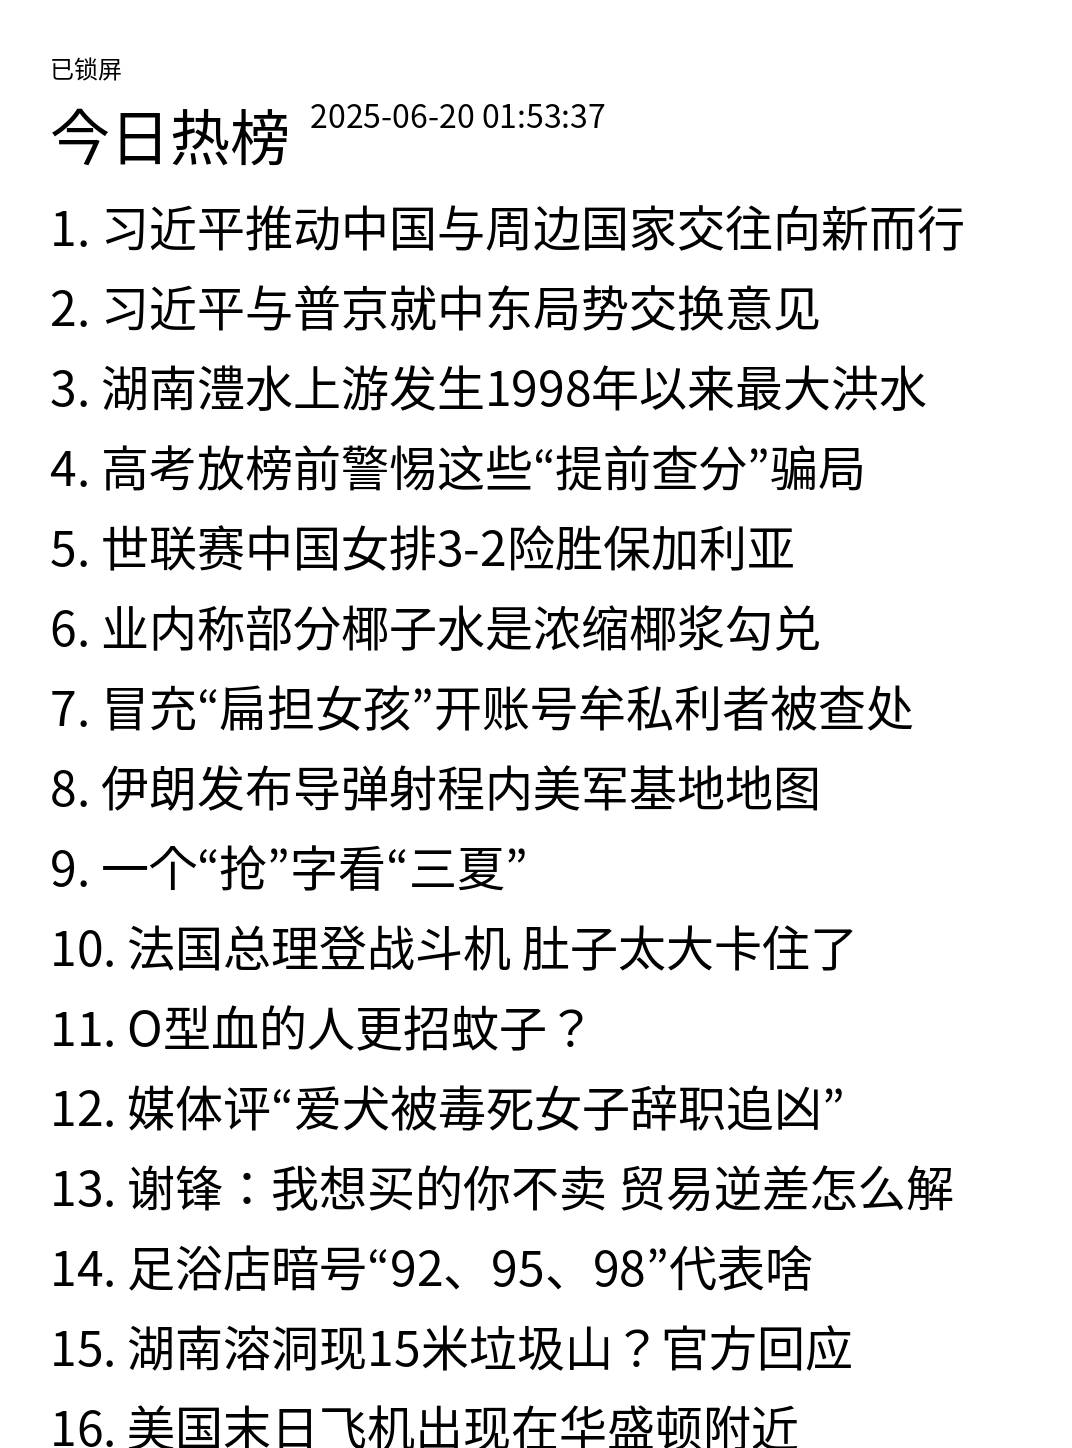 已锁屏
今日热榜 2025-06-20 01:53:37
1. 习近平推动中国与周边国家交往向新而行
2. 习近平与普京就中东局势交换意见
3. 湖南澧水上游发生1998年以来最大洪水
4. 高考放榜前警惕这些“提前查分”骗局
5. 世联赛中国女排3-2险胜保加利亚
6. 业内称部分椰子水是浓缩椰浆勾兑
7. 冒充“扁担女孩”开账号牟私利者被查处
8. 伊朗发布导弹射程内美军基地地图
9. 一个“抢”字看“三夏”
10. 法国总理登战斗机 肚子太大卡住了
11. O型血的人更招蚊子？
12. 媒体评“爱犬被毒死女子辞职追凶”
13. 谢锋：我想买的你不卖 贸易逆差怎么解
14. 足浴店暗号“92、95、98”代表啥
15. 湖南溶洞现15米垃圾山？官方回应
16. 美国末日飞机出现在华盛顿附近